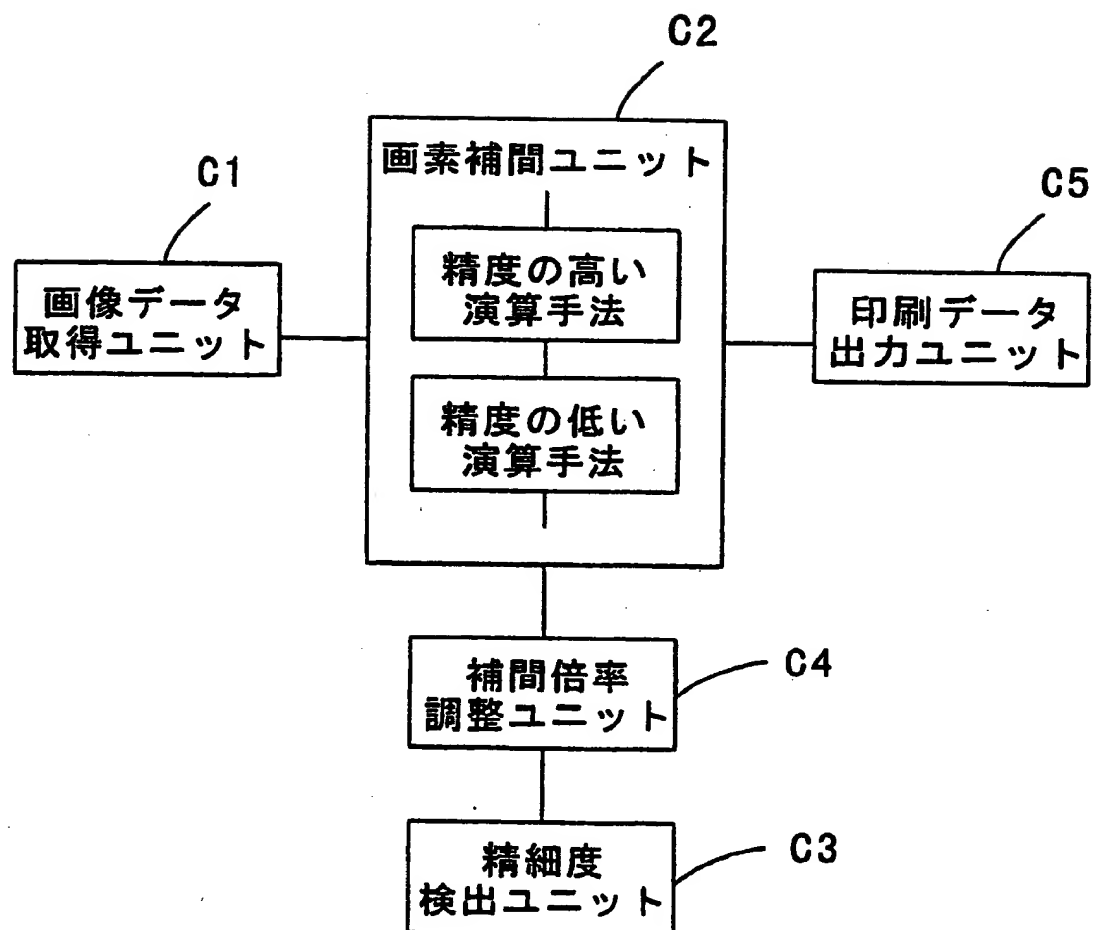 C2
画素補間ユニット
C1
C5
精度の高い
演算手法
画像データ
取得ユニット
印刷データ
出力ユニット
精度の低い
演算手法
C4
補間倍率
調整ユニット
C3
精細度
検出ユニット